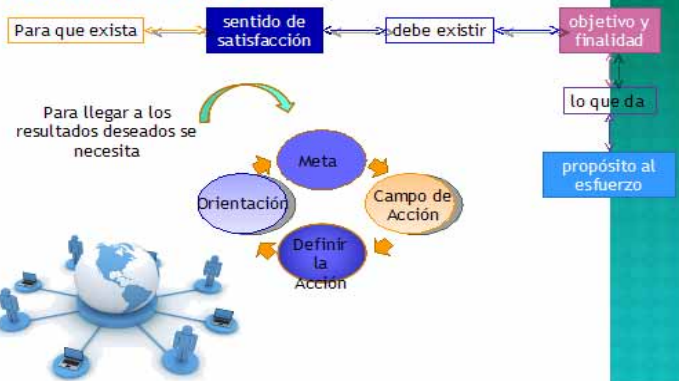 Para que exista
sentido de
satisfacción
debe existir
objetivo y
finalidad
lo que da
propósito al
esfuerzo
Para llegar a los
resultados deseados se
necesita
Meta
Campo de
Acción
Definir
la
Acción
Orientación